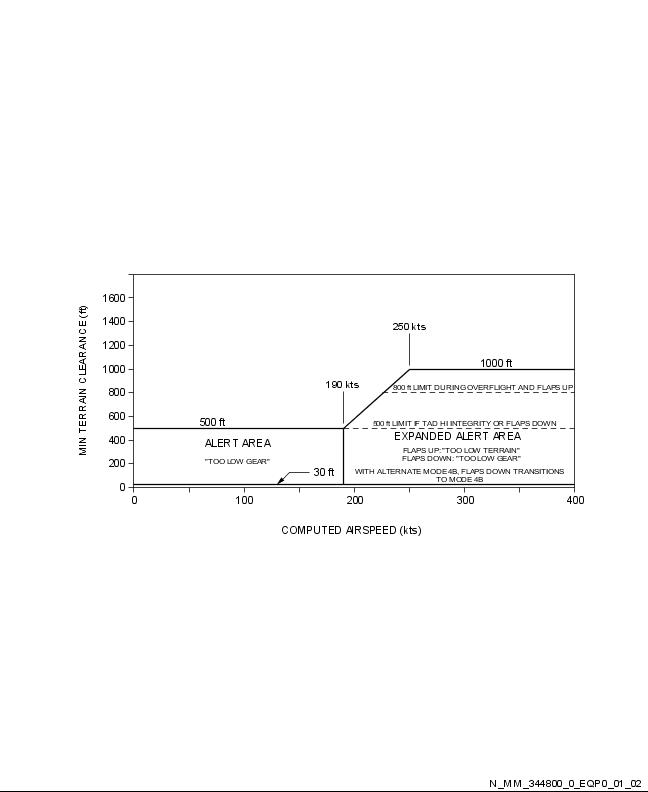 1600
1400
1200
1000
800
600
400
200
0
MIN TERRAIN CLEARANCE (ft)
250 kts
1000 ft
800 ft LIMIT DURING OVERFLIGHT AND FLAPS UP
190 kts
500 ft
500 ft LIMIT IF TAD HI INTEGRITY OR FLAPS DOWN
ALERT AREA
"TOO LOW GEAR"
30 ft
EXPANDED ALERT AREA
FLAPS UP: "TOO LOW TERRAIN"
FLAPS DOWN: "TOO LOW GEAR"
WITH ALTERNATE MODE 4B, FLAPS DOWN TRANSITIONS
TO MODE 4B
0 100 200 300 400
COMPUTED AIRSPEED (kts)
N_MM_344800_0_EQP0_01_02